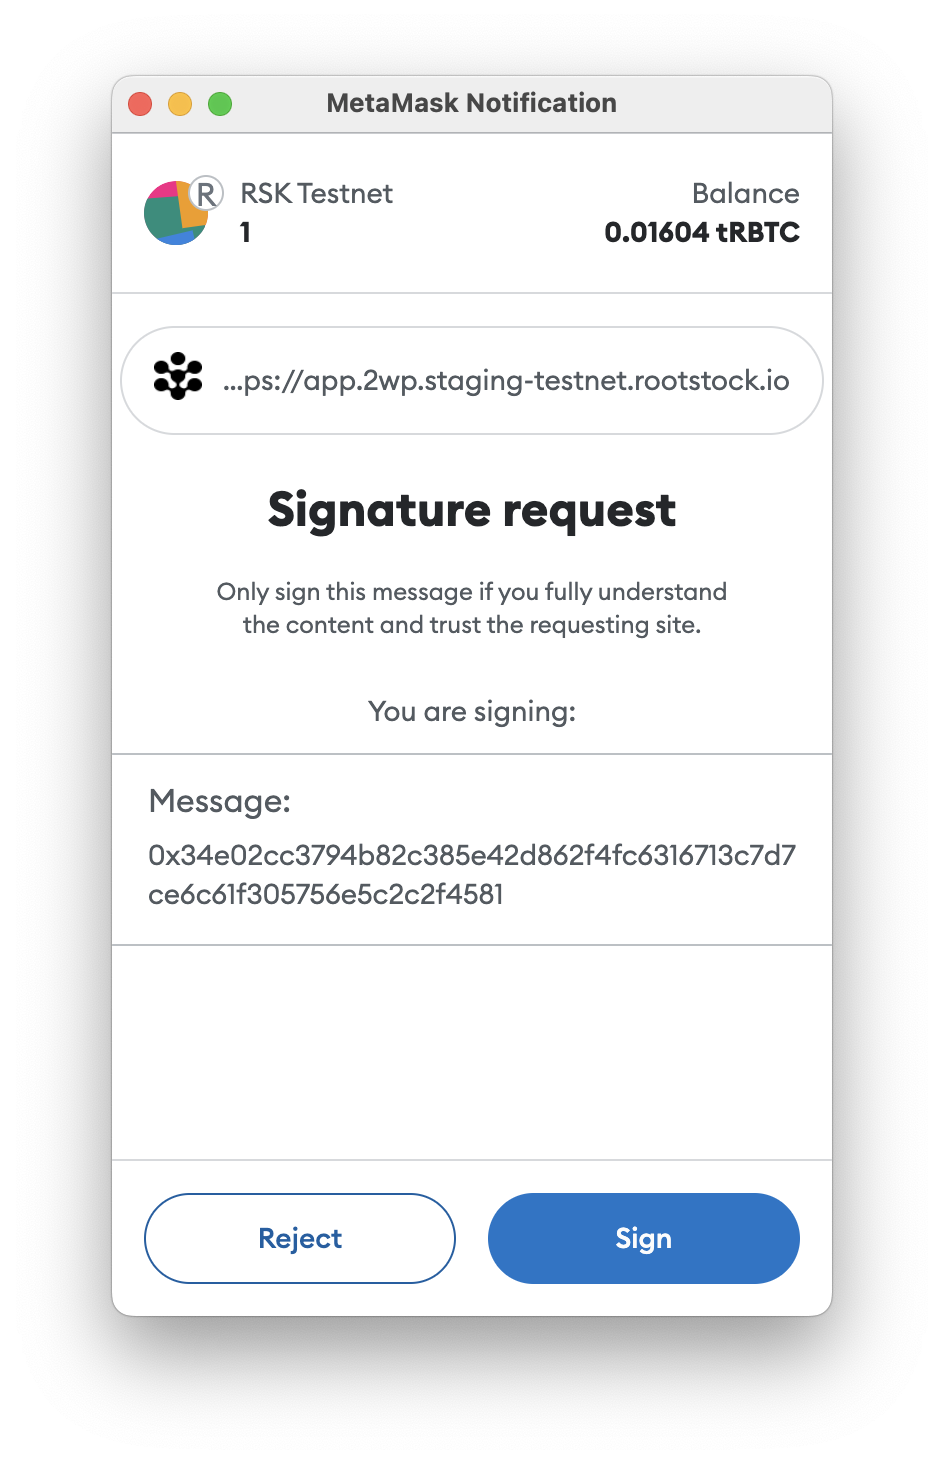 MetaMask Notification
R
RSK Testnet
Balance
1
0.01604 tRBTC
...ps://app.2wp.staging-testnet.rootstock.io
Signature request
Only sign this message if you fully understand
the content and trust the requesting site.
You are signing:
Message:
0x34e02cc3794b82c385e42d862f4fc6316713c7d7
ce6c61f305756e5c2c2f4581
Reject
Sign